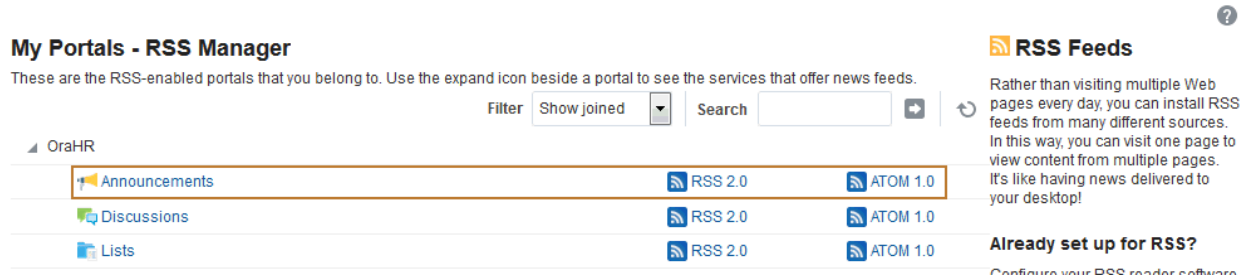 My Portals - RSS Manager
These are the RSS-enabled portals that you belong to. Use the expand icon beside a portal to see the services that offer news feeds.
Filter Show joined Search
OraHR
Announcements RSS 2.0 ATOM 1.0
Discussions RSS 2.0 ATOM 1.0
Lists RSS 2.0 ATOM 1.0
?
RSS Feeds
Rather than visiting multiple Web
pages every day, you can install RSS
feeds from many different sources.
In this way, you can visit one page to
view content from multiple pages.
It's like having news delivered to
your desktop!
Already set up for RSS?
Configure your RSS reader software